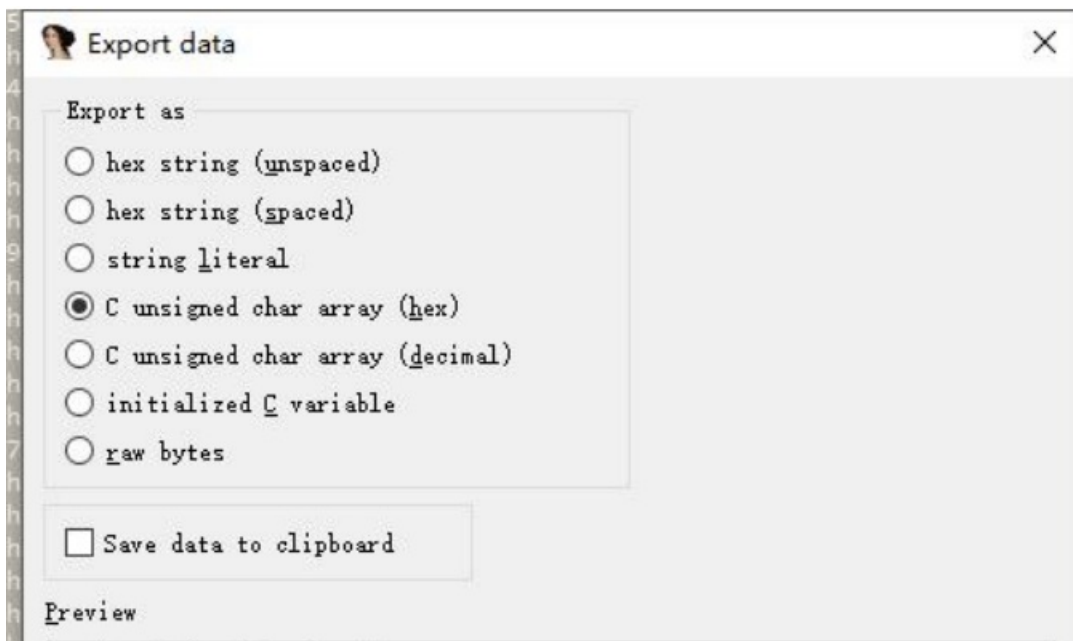 Export data
Export as
hex string (unspaced)
hex string (spaced)
string literal
C unsigned char array (hex)
C unsigned char array (decimal)
initialized C variable
raw bytes
Save data to clipboard
Preview